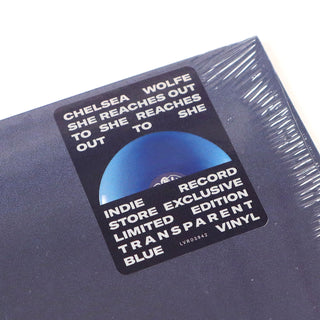 CHELSEA WOLFE
SHE REACHES OUT
TO SHE REACHES
OUT TO SHE
INDIE RECORD
STORE EXCLUSIVE
LIMITED EDITION
TRANSPARENT
BLUE VINYL
LVR03942